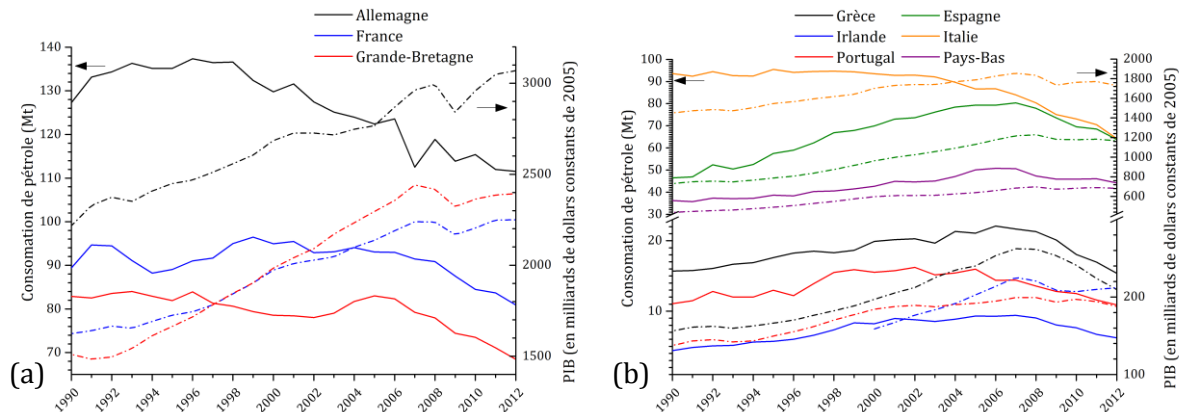 Allemagne
France
Grande-Bretagne
Consomation de pétrole (Mt)
140
130
120
110
100
90
80
70
3000
2500
2000
1500
PIB (en milliards de dollars constants de 2005)
1990 1992 1994 1996 1998 2000 2002 2004 2006 2008 2010 2012
(a)
Grèce
Irlande
Portugal
Espagne
Italie
Pays-Bas
Consomation de pétrole (Mt)
100
90
80
70
60
50
40
30
20
10
2000
1800
1600
1400
1200
1000
800
600
400
200
100
PIB (en milliards de dollars constants de 2005)
1990 1992 1994 1996 1998 2000 2002 2004 2006 2008 2010 2012
(b)